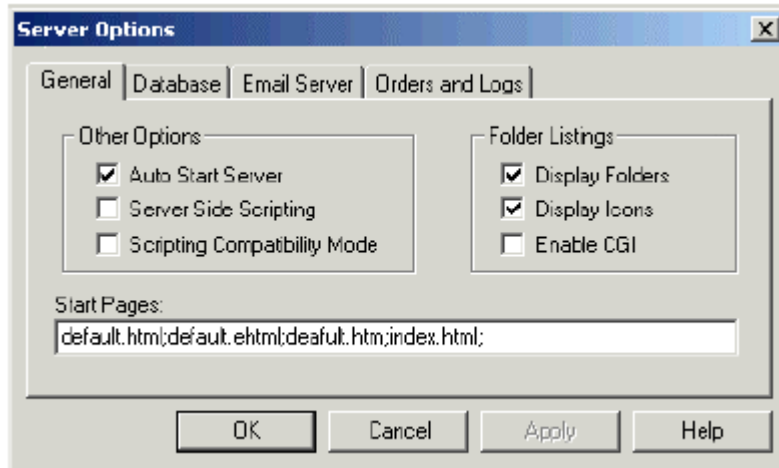 Server Options
General Database Email Server Orders and Logs
Other Options
Auto Start Server
Server Side Scripting
Scripting Compatibility Mode
Folder Listings
Display Folders
Display Icons
Enable CGI
Start Pages:
default.html;default.ehtml;deafult.htm;index.html;
OK Cancel Apply Help